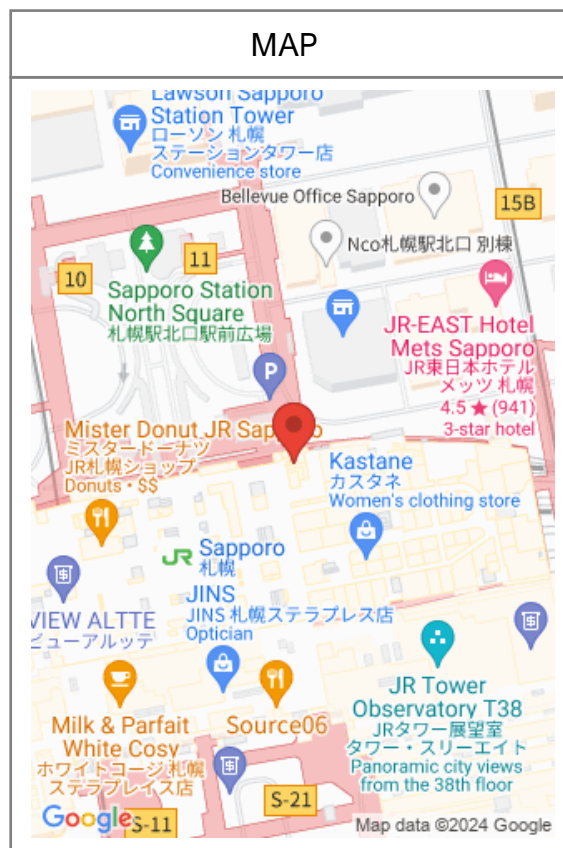 MAP
Lawson Sapporo
Station Tower
ローソン 札幌
ステーションタワー店
Convenience store
Bellevue Office Sapporo
15B
Nco札幌駅北口 別棟
11
10
Sapporo Station
North Square
札幌駅北口駅前広場
JR-EAST Hotel
Mets Sapporo
JR東日本ホテル
メッツ 札幌
4.5 ★ (941)
3-star hotel
P
Mister Donut JR Sapporo
ミスタードーナツ
JR札幌ショップ
Donuts • $$
Kastane
カスタネ
Women's clothing store
JR
Sapporo
札幌
JINS
JINS 札幌ステラプレス店
Optician
VIEW ALTTE
ビューアルッテ
JR Tower
Observatory T38
JRタワー展望室
タワー・スリーエイト
Panoramic city views
from the 38th floor
Milk & Parfait
White Cosy
ホワイトコージ 札幌
ステラプレイス店
Source06
S-21
S-11
Google
Map data ©2024 Google